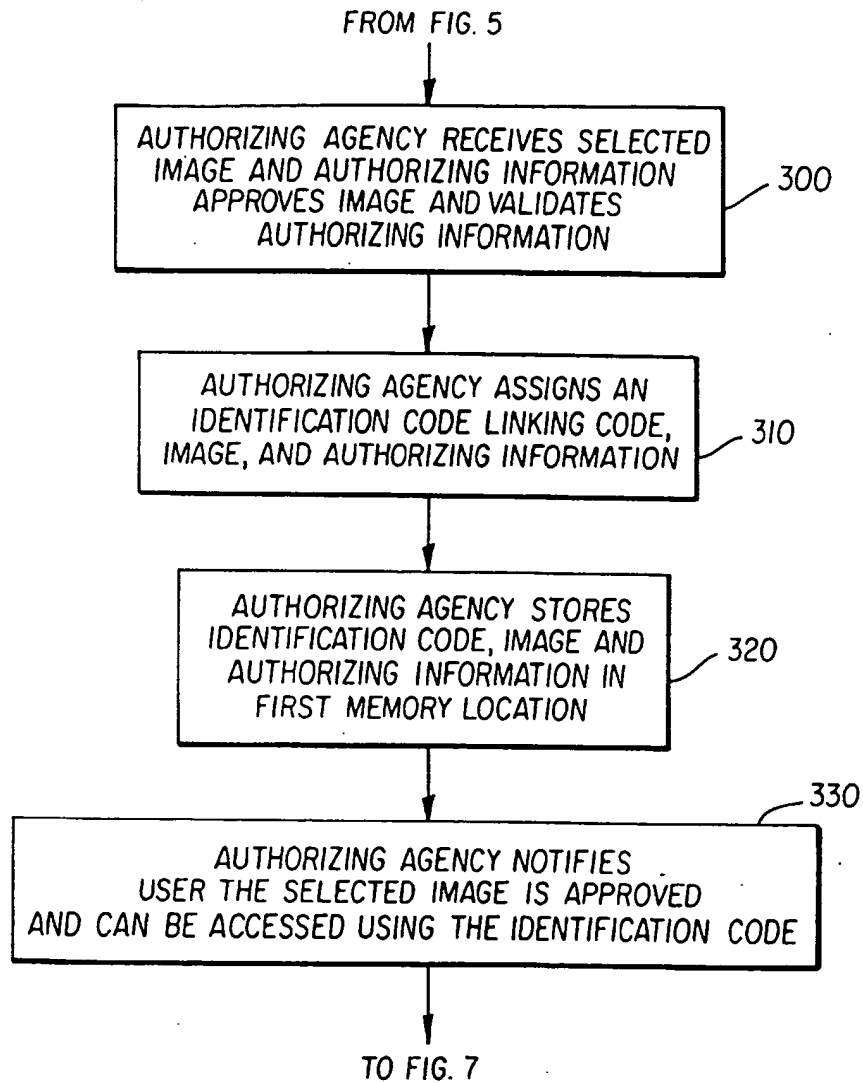 FROM FIG. 5
AUTHORIZING AGENCY RECEIVES SELECTED
IMAGE AND AUTHORIZING INFORMATION
APPROVES IMAGE AND VALIDATES
AUTHORIZING INFORMATION
300
AUTHORIZING AGENCY ASSIGNS AN
IDENTIFICATION CODE LINKING CODE,
IMAGE, AND AUTHORIZING INFORMATION
310
AUTHORIZING AGENCY STORES
IDENTIFICATION CODE, IMAGE AND
AUTHORIZING INFORMATION IN
FIRST MEMORY LOCATION
320
330
AUTHORIZING AGENCY NOTIFIES
USER THE SELECTED IMAGE IS APPROVED
AND CAN BE ACCESSED USING THE IDENTIFICATION CODE
TO FIG. 7